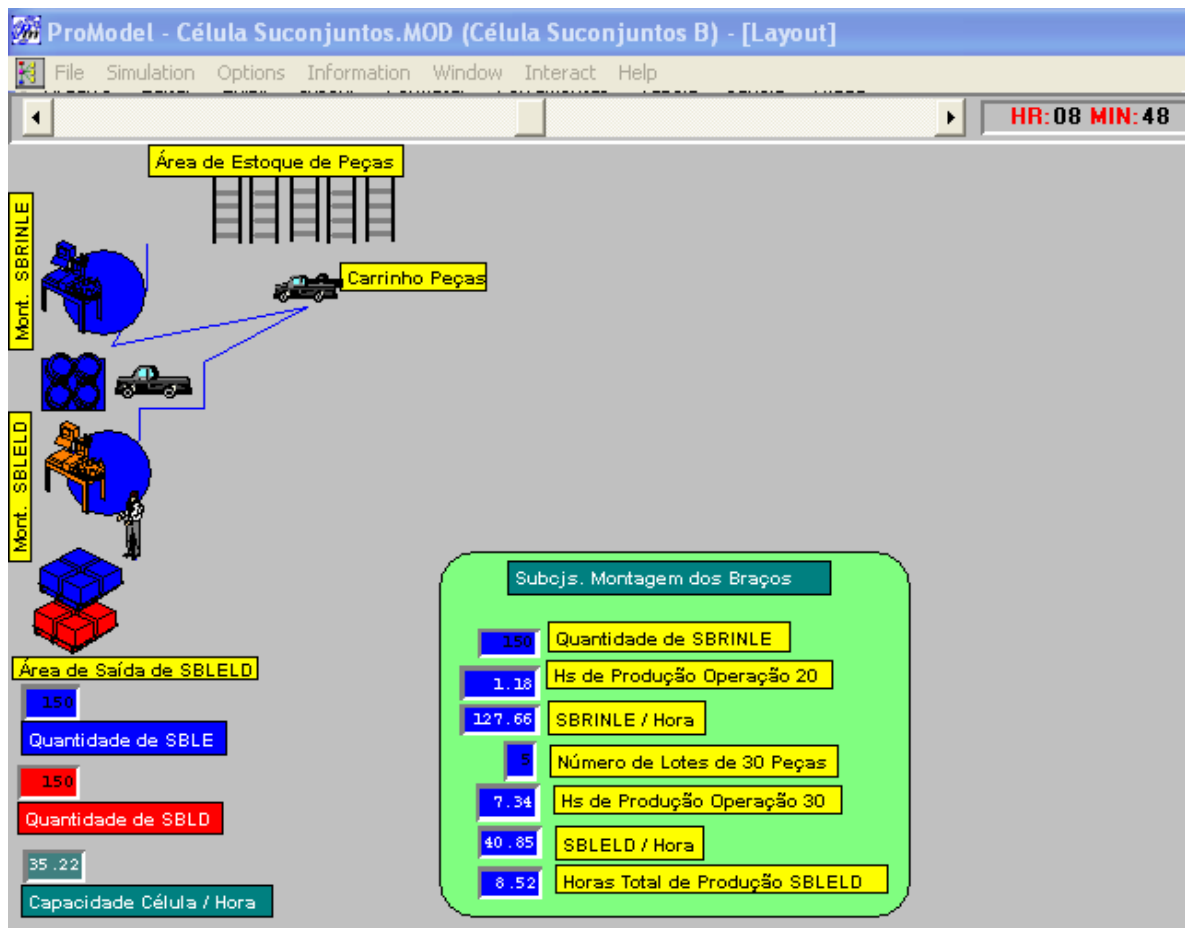 ProModel - Célula Suconjuntos.MOD (Célula Suconjuntos B) - [Layout]
File Simulation Options Information Window Interact Help
HR:08 MIN:48
Área de Estoque de Peças
Mont. SBRINLE
Carrinho Peças
Mont. SBLELD
Área de Saída de SBLELD
150
Quantidade de SBLE
150
Quantidade de SBLD
35.22
Capacidade Célula / Hora
Subcjs. Montagem dos Braços
150 Quantidade de SBRINLE
1.18 Hs de Produção Operação 20
127.66 SBRINLE / Hora
5 Número de Lotes de 30 Peças
7.34 Hs de Produção Operação 30
40.85 SBLELD / Hora
8.52 Horas Total de Produção SBLELD